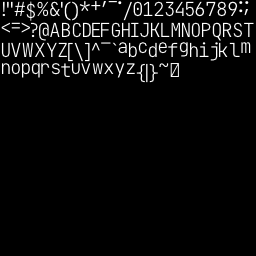 !"#$%&'()*+,-./0123456789:;
<=>?@ABCDEFGHIJKLMNOPQRST
UVWXYZ[\]^_`abcdefghijklm
nopqrstuvwxyz{|}~